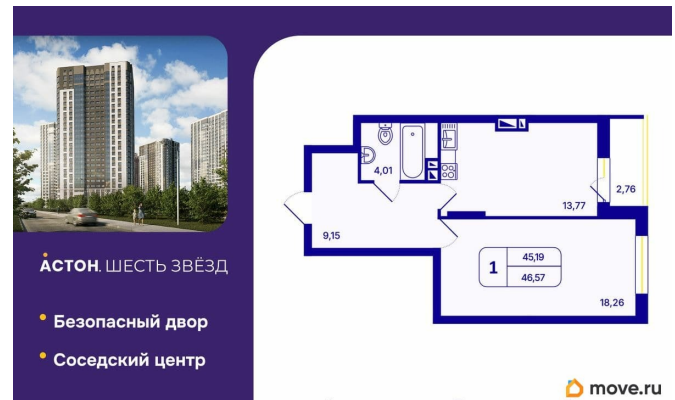 АСТОН. ШЕСТЬ ЗВЁЗД
Безопасный двор
Соседский центр
4,01
13,77
2,76
9,15
1
45,19
46,57
18,26
move.ru